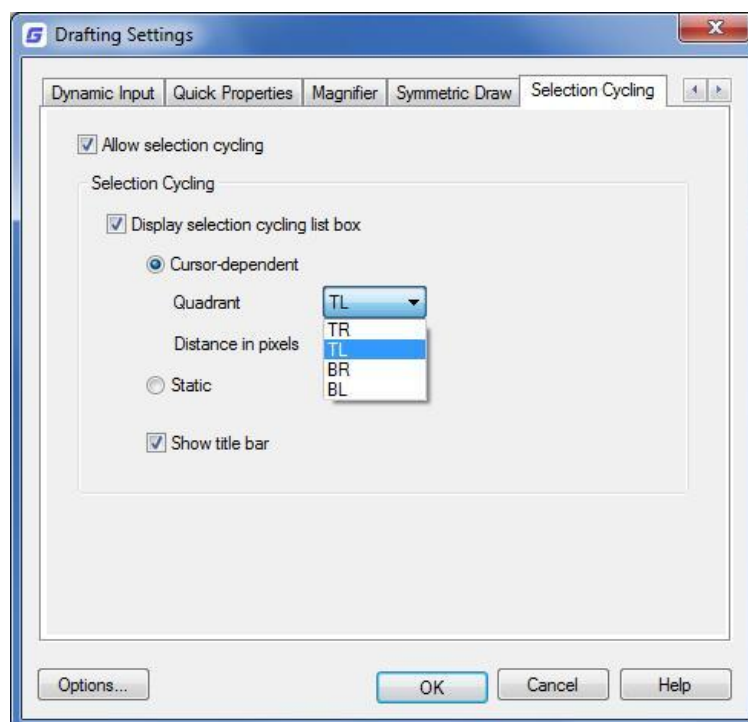 Drafting Settings
Dynamic Input Quick Properties Magnifier Symmetric Draw Selection Cycling
Allow selection cycling
Selection Cycling
Display selection cycling list box
Cursor-dependent
Quadrant TL
TR
TL
Distance in pixels
BR
Static
BL
Show title bar
Options... OK Cancel Help